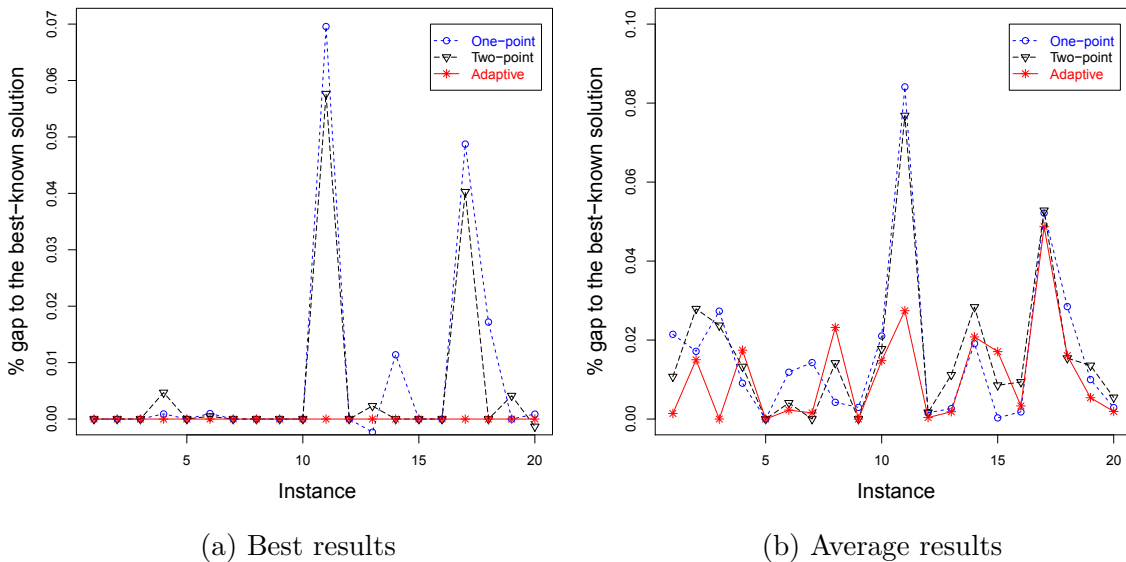 % gap to the best−known solution
0.00
0.01
0.02
0.03
0.04
0.05
0.06
0.07
One−point
Two−point
Adaptive
5
10
15
20
Instance
(a) Best results
% gap to the best−known solution
0.00
0.02
0.04
0.06
0.08
0.10
One−point
Two−point
Adaptive
5
10
15
20
Instance
(b) Average results